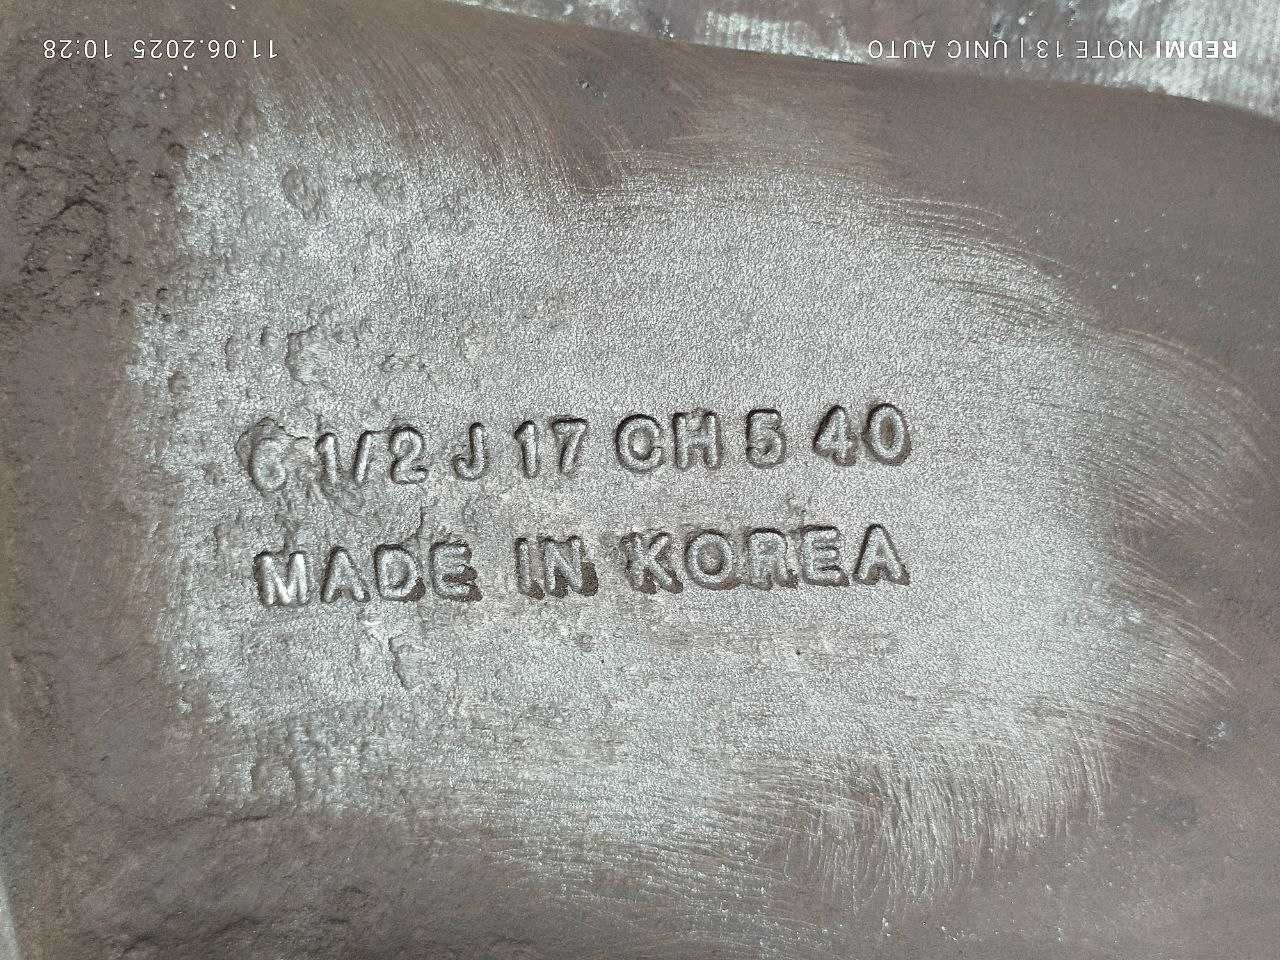 6 1/2 J 17 CH 5 40
MADE IN KOREA
REDMI NOTE 13 | UNIC AUTO
11.06.2025 10:28